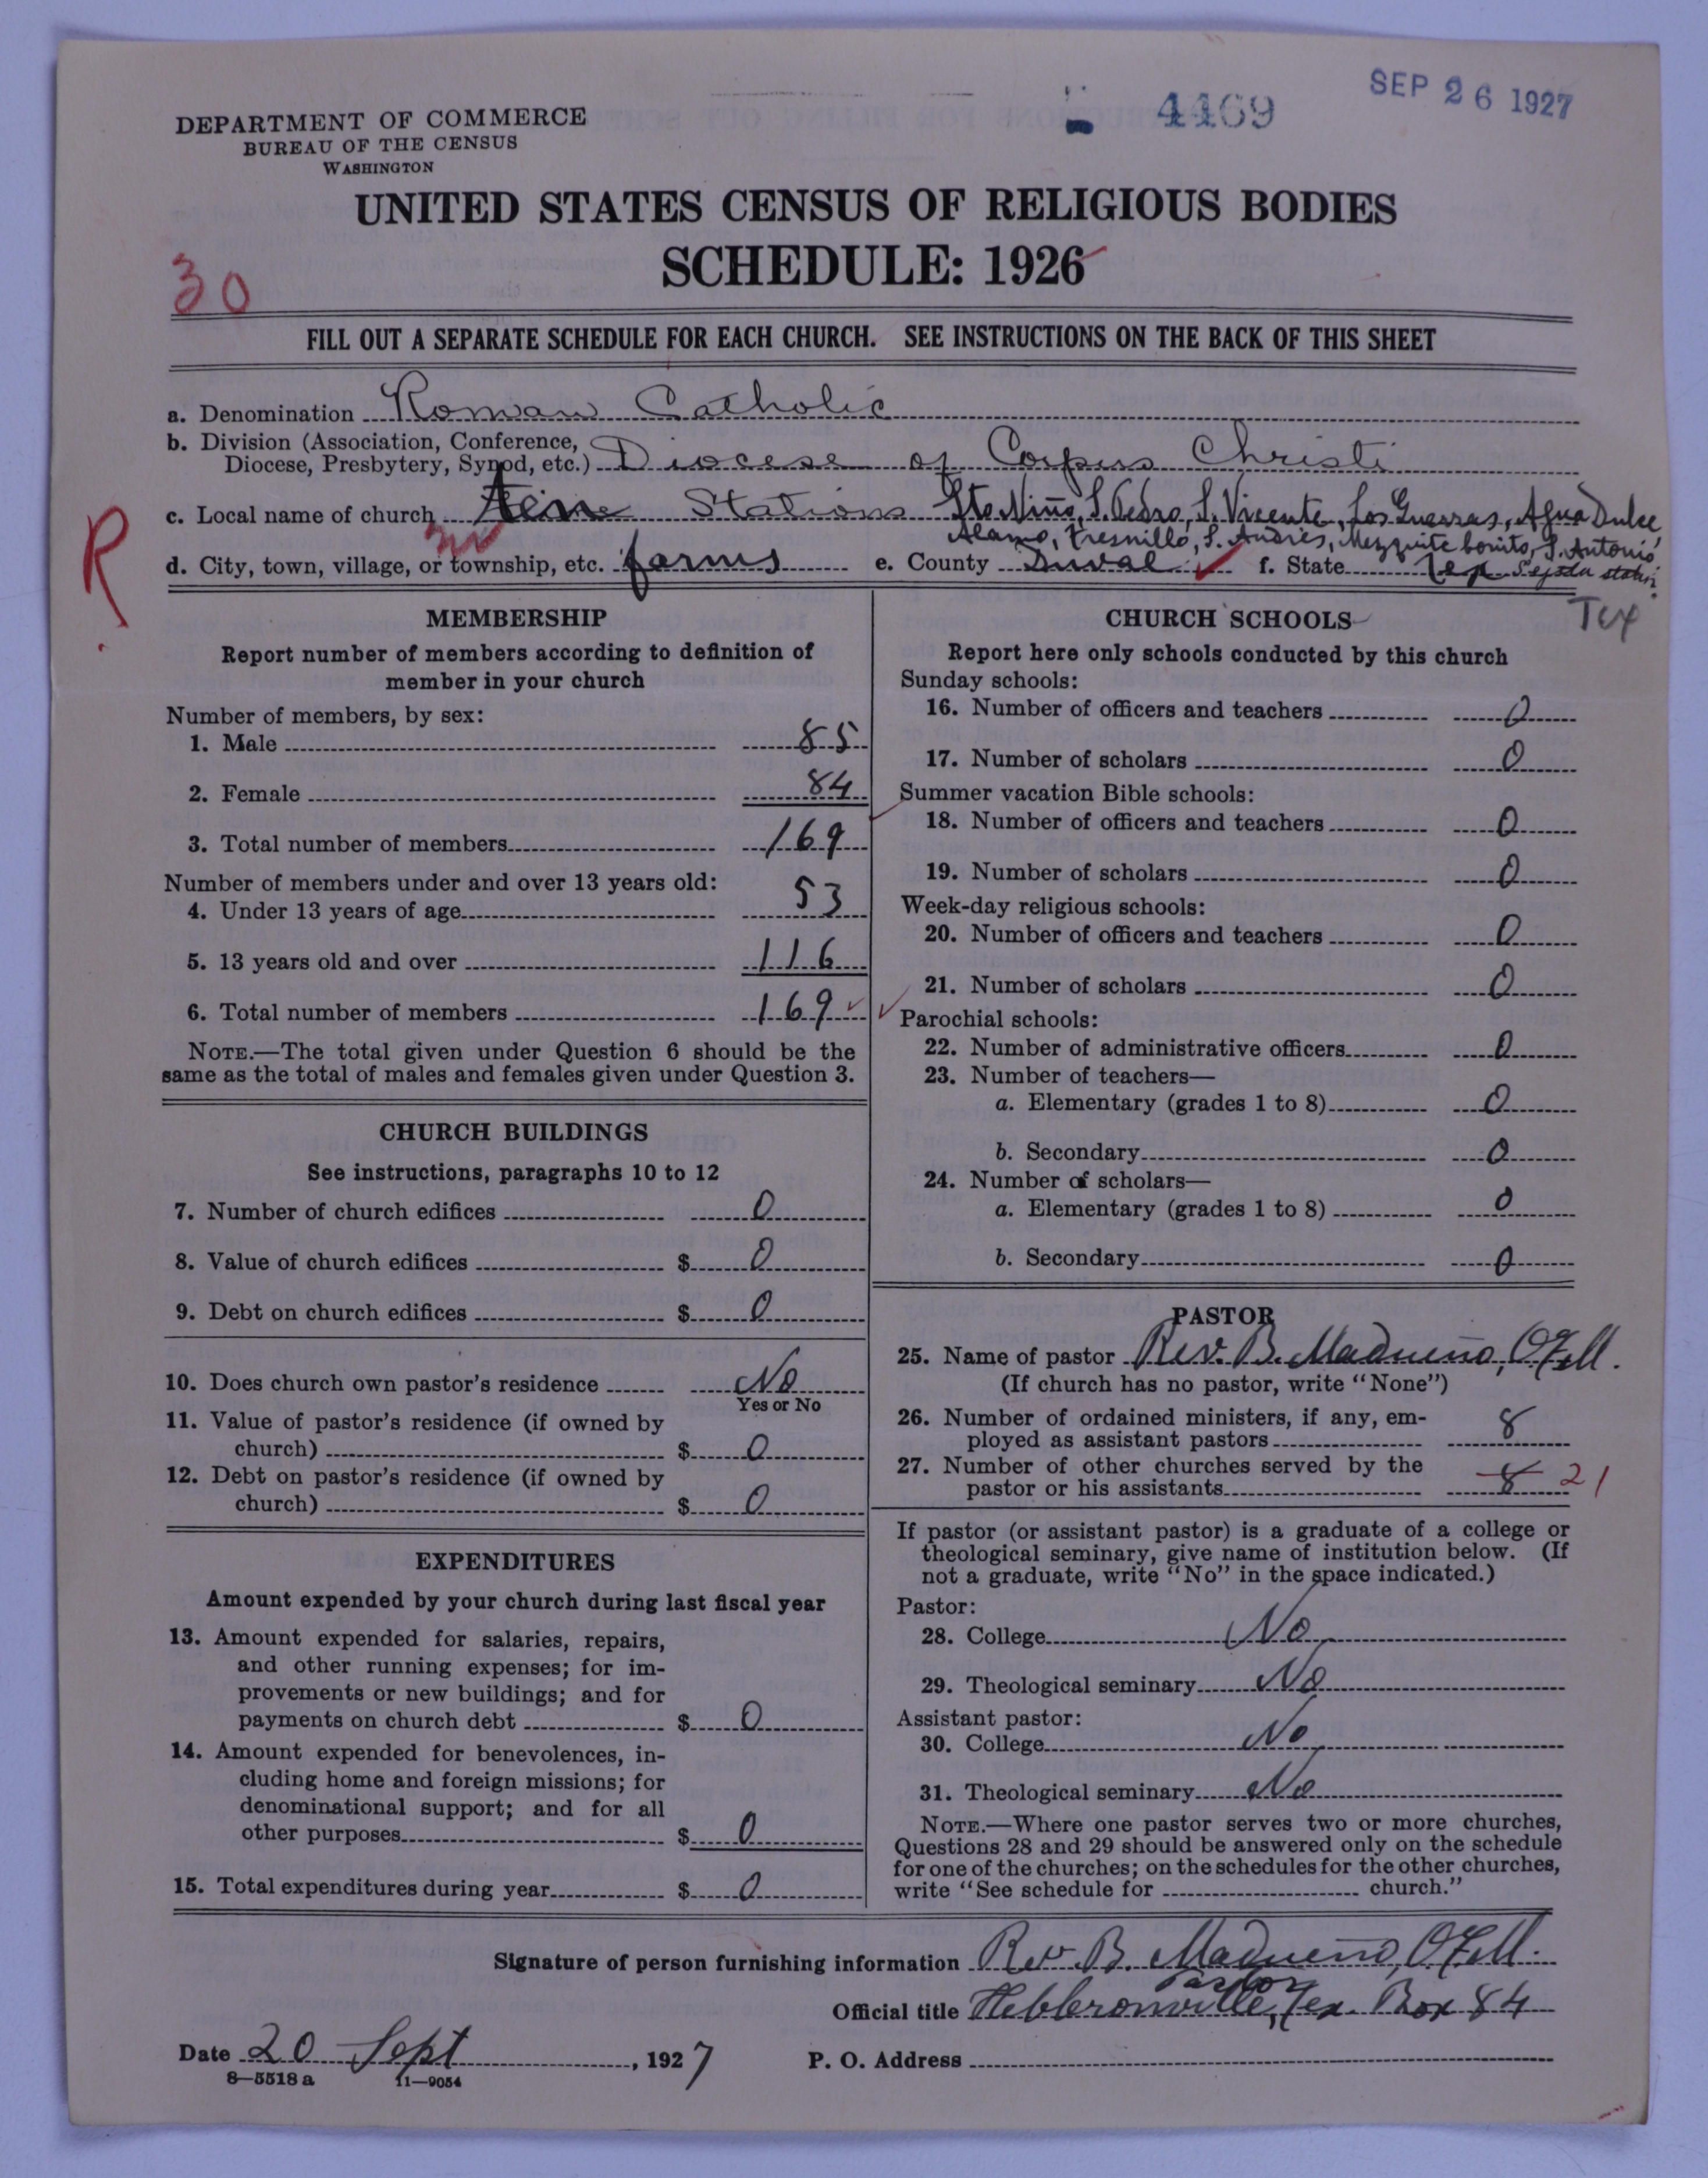 SEP 26 1927
4469
DEPARTMENT OF COMMERCE
BUREAU OF THE CENSUS
WASHINGTON
UNITED STATES CENSUS OF RELIGIOUS BODIES
SCHEDULE: 1926
30
FILL OUT A SEPARATE SCHEDULE FOR EACH CHURCH. SEE INSTRUCTIONS ON THE BACK OF THIS SHEET
a. Denomination Roman Catholic
b. Division (Association, Conference,
Diocese, Presbytery, Synod, etc.) Diocese of Corpus Christi
c. Local name of church Stations Sto Niño, S. Pedro, S. Vicente, Los Guerras, Agua Dulce
Alamo, Fresnillo, S. Andres, Mezquite bonito, S. Antonio
R
d. City, town, village, or township, etc. farms e. County Duval f. State Tex
Tex
MEMBERSHIP
Report number of members according to definition of
member in your church
Number of members, by sex:
1. Male 85
2. Female 84
3. Total number of members 169
Number of members under and over 13 years old:
4. Under 13 years of age 53
5. 13 years old and over 116
6. Total number of members 169
NOTE.—The total given under Question 6 should be the
same as the total of males and females given under Question 3.
CHURCH BUILDINGS
See instructions, paragraphs 10 to 12
7. Number of church edifices 0
8. Value of church edifices $ 0
9. Debt on church edifices $ 0
10. Does church own pastor's residence No
Yes or No
11. Value of pastor's residence (if owned by
church) $ 0
12. Debt on pastor's residence (if owned by
church) $ 0
EXPENDITURES
Amount expended by your church during last fiscal year
13. Amount expended for salaries, repairs,
and other running expenses; for im-
provements or new buildings; and for
payments on church debt $ 0
14. Amount expended for benevolences, in-
cluding home and foreign missions; for
denominational support; and for all
other purposes $ 0
15. Total expenditures during year $ 0
CHURCH SCHOOLS
Report here only schools conducted by this church
Sunday schools:
16. Number of officers and teachers 0
17. Number of scholars 0
Summer vacation Bible schools:
18. Number of officers and teachers 0
19. Number of scholars 0
Week-day religious schools:
20. Number of officers and teachers 0
21. Number of scholars 0
Parochial schools:
22. Number of administrative officers 0
23. Number of teachers—
a. Elementary (grades 1 to 8) 0
b. Secondary 0
24. Number of scholars—
a. Elementary (grades 1 to 8) 0
b. Secondary 0
PASTOR
25. Name of pastor Rev. B. Madueño, OFM.
(If church has no pastor, write "None")
26. Number of ordained ministers, if any, em-
ployed as assistant pastors 8
27. Number of other churches served by the
pastor or his assistants 8 21
If pastor (or assistant pastor) is a graduate of a college or
theological seminary, give name of institution below. (If
not a graduate, write "No" in the space indicated.)
Pastor:
28. College No
29. Theological seminary No
Assistant pastor:
30. College No
31. Theological seminary No
NOTE.—Where one pastor serves two or more churches,
Questions 28 and 29 should be answered only on the schedule
for one of the churches; on the schedules for the other churches,
write "See schedule for church."
Signature of person furnishing information Rev B. Madueño, OFM.
Pastor
Official title Hebbronville, Tex. Box 84
Date 20 Sept, 1927 P. O. Address
8—5518 a 11—9054